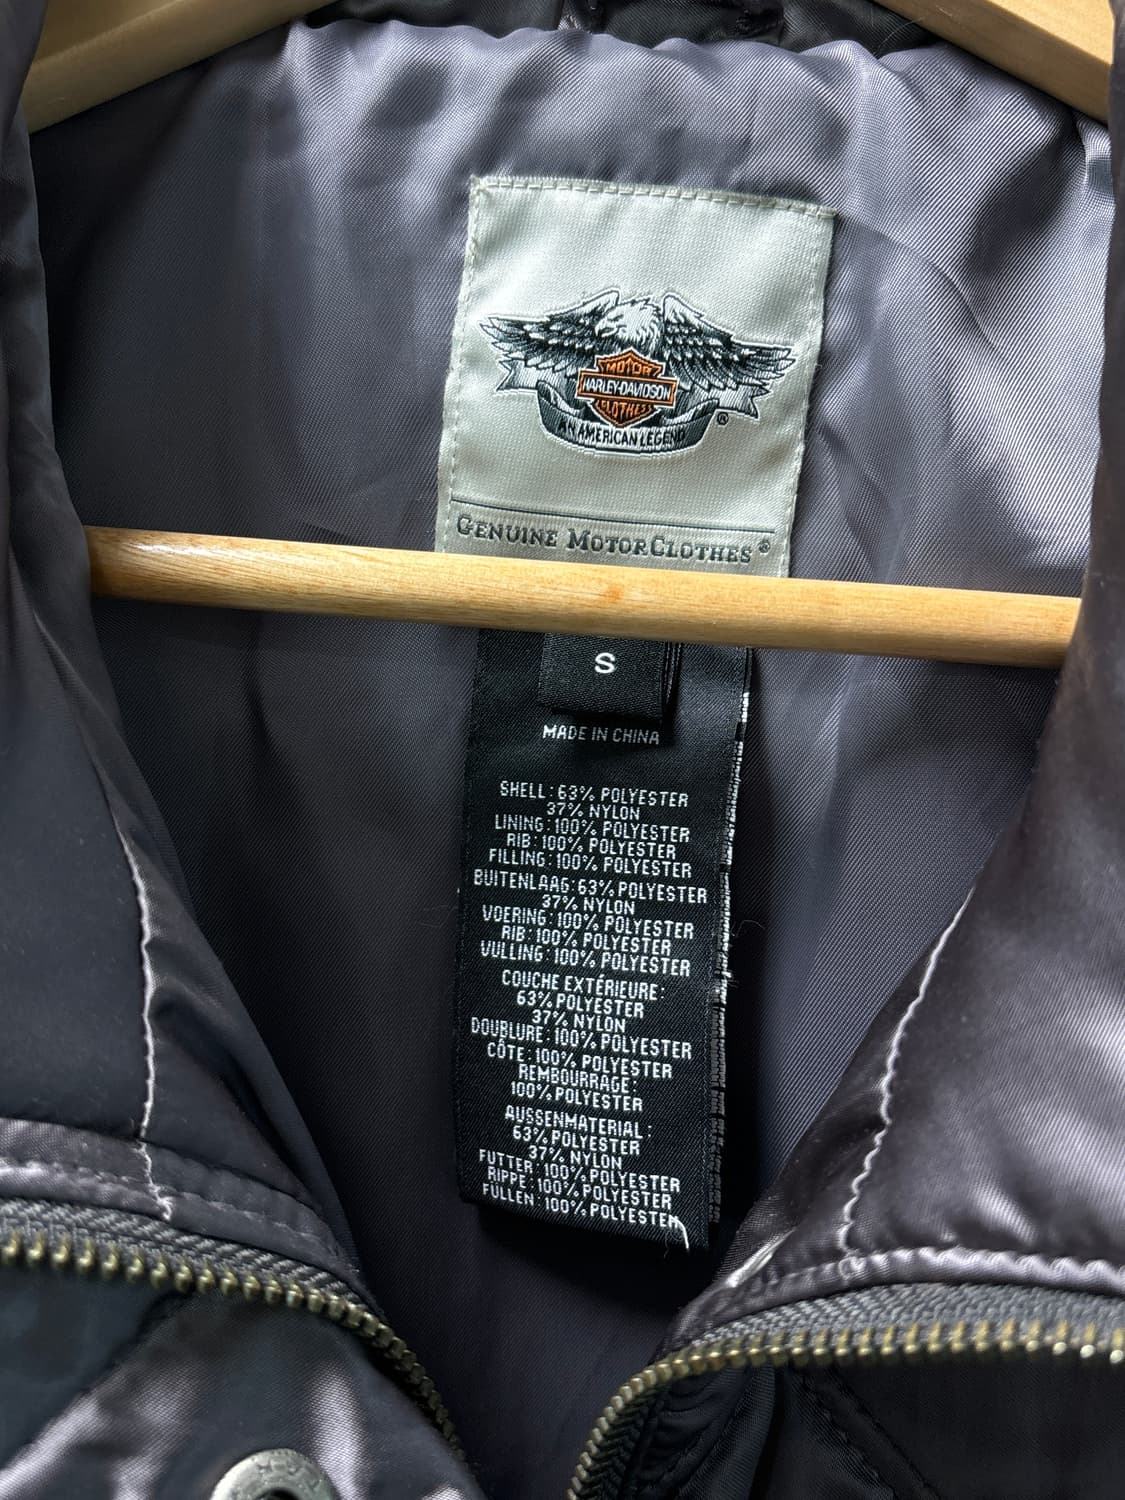 MOTOR
HARLEY-DAVIDSON
CLOTHES
AN AMERICAN LEGEND
®
GENUINE MOTORCLOTHES®
S
MADE IN CHINA
SHELL: 63% POLYESTER
37% NYLON
LINING: 100% POLYESTER
RIB: 100% POLYESTER
FILLING: 100% POLYESTER
BUITENLAAG: 63% POLYESTER
37% NYLON
VOERING: 100% POLYESTER
RIB: 100% POLYESTER
VULLING: 100% POLYESTER
COUCHE EXTÉRIEURE:
63% POLYESTER
37% NYLON
DOUBLURE: 100% POLYESTER
CÔTE: 100% POLYESTER
REMBOURRAGE:
100% POLYESTER
AUSSENMATERIAL:
63% POLYESTER
37% NYLON
FUTTER: 100% POLYESTER
RIPPE: 100% POLYESTER
FÜLLEN: 100% POLYESTER